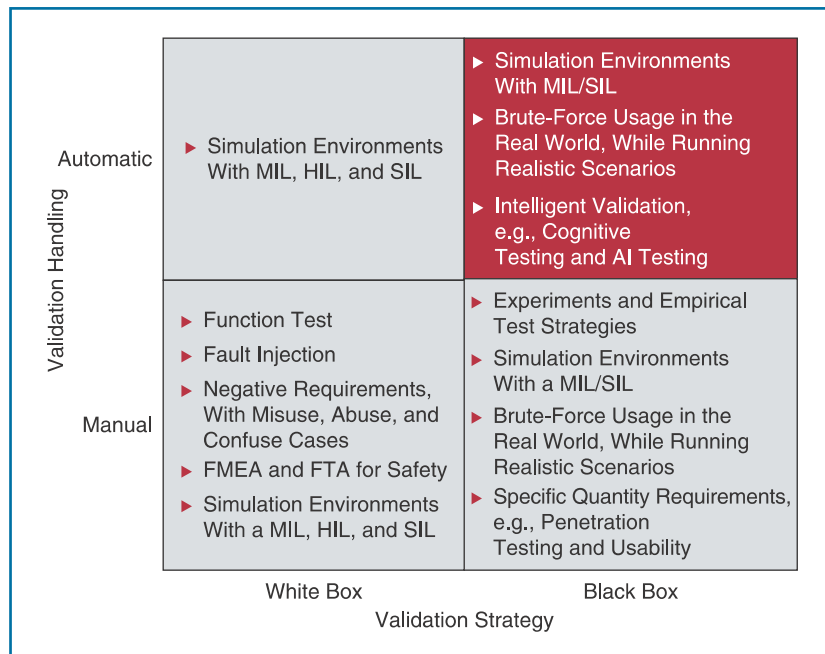 Validation Handling
Automatic
Simulation Environments
With MIL, HIL, and SIL
Simulation Environments
With MIL/SIL
Brute-Force Usage in the
Real World, While Running
Realistic Scenarios
Intelligent Validation,
e.g., Cognitive
Testing and AI Testing
Manual
Function Test
Fault Injection
Negative Requirements,
With Misuse, Abuse, and
Confuse Cases
FMEA and FTA for Safety
Simulation Environments
With a MIL, HIL, and SIL
Experiments and Empirical
Test Strategies
Simulation Environments
With a MIL/SIL
Brute-Force Usage in the
Real World, While Running
Realistic Scenarios
Specific Quantity Requirements,
e.g., Penetration
Testing and Usability
White Box
Black Box
Validation Strategy